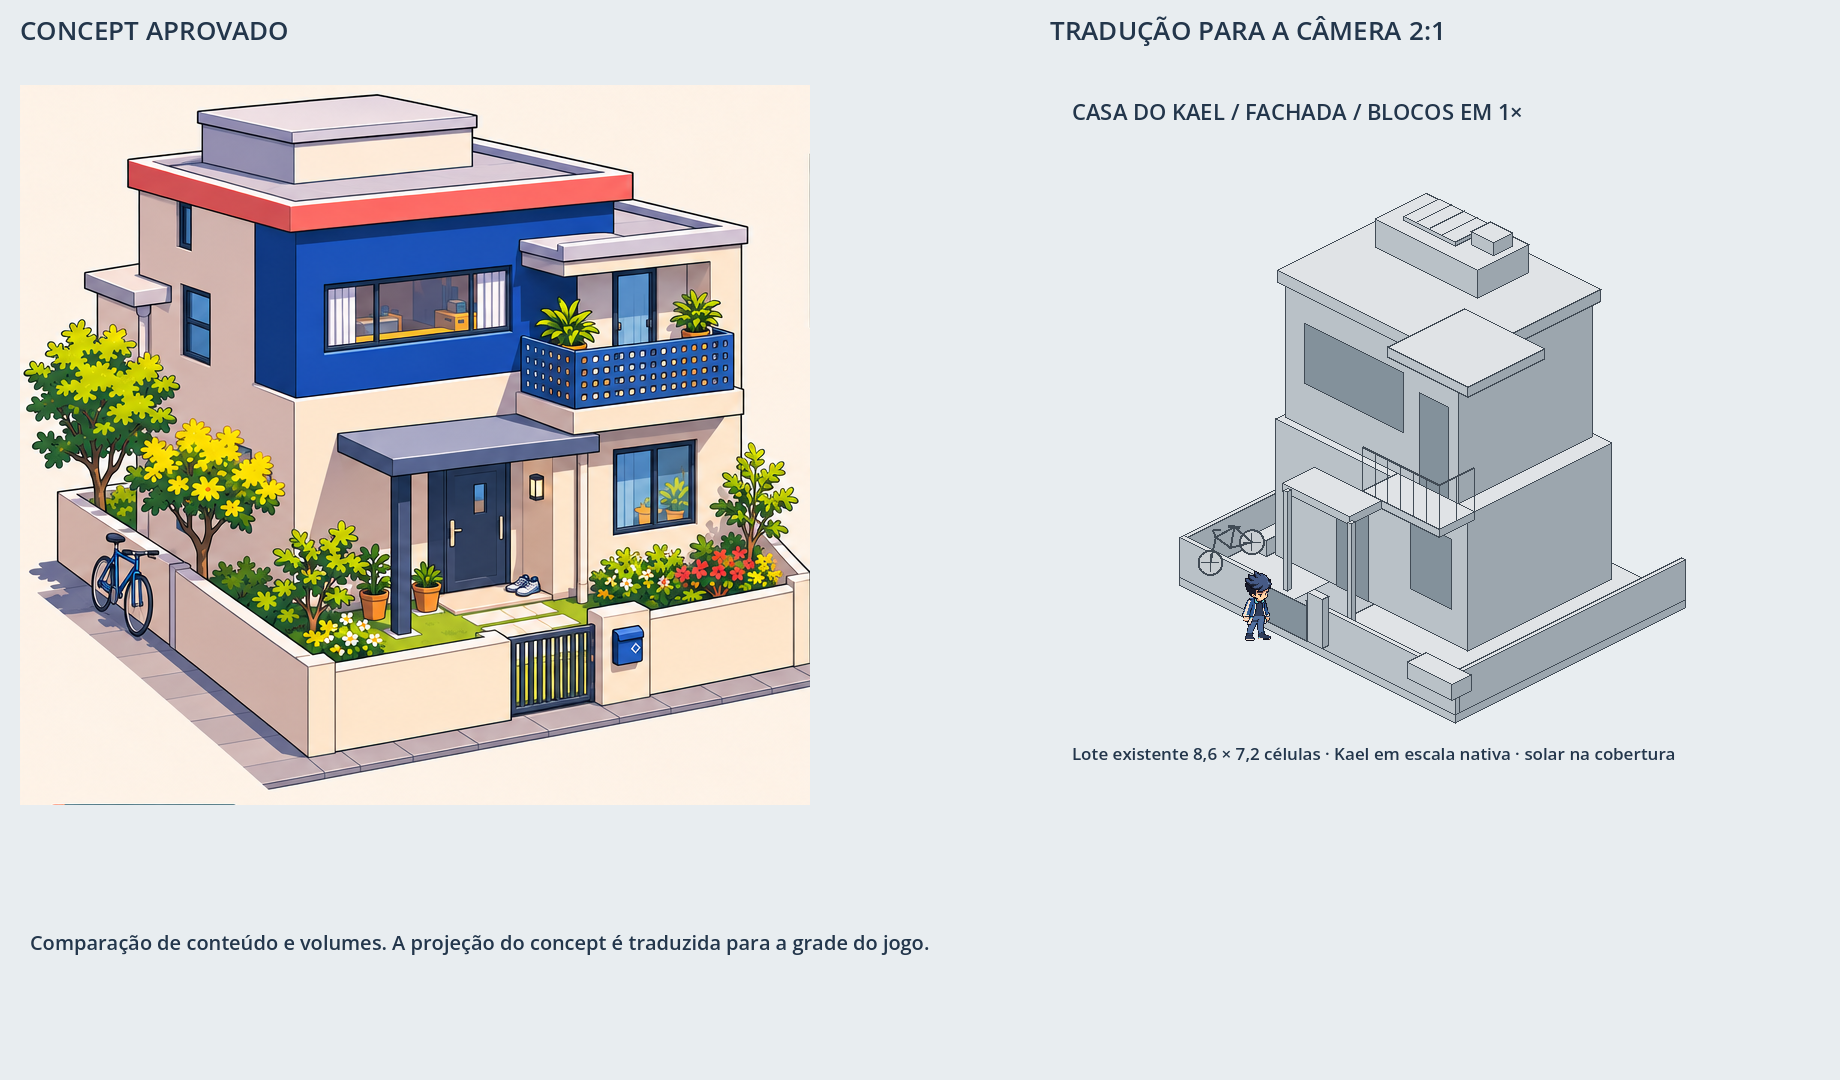 CONCEPT APROVADO
TRADUÇÃO PARA A CÂMERA 2:1
CASA DO KAEL / FACHADA / BLOCOS EM 1×
Lote existente 8,6 × 7,2 células · Kael em escala nativa · solar na cobertura
Comparação de conteúdo e volumes. A projeção do concept é traduzida para a grade do jogo.